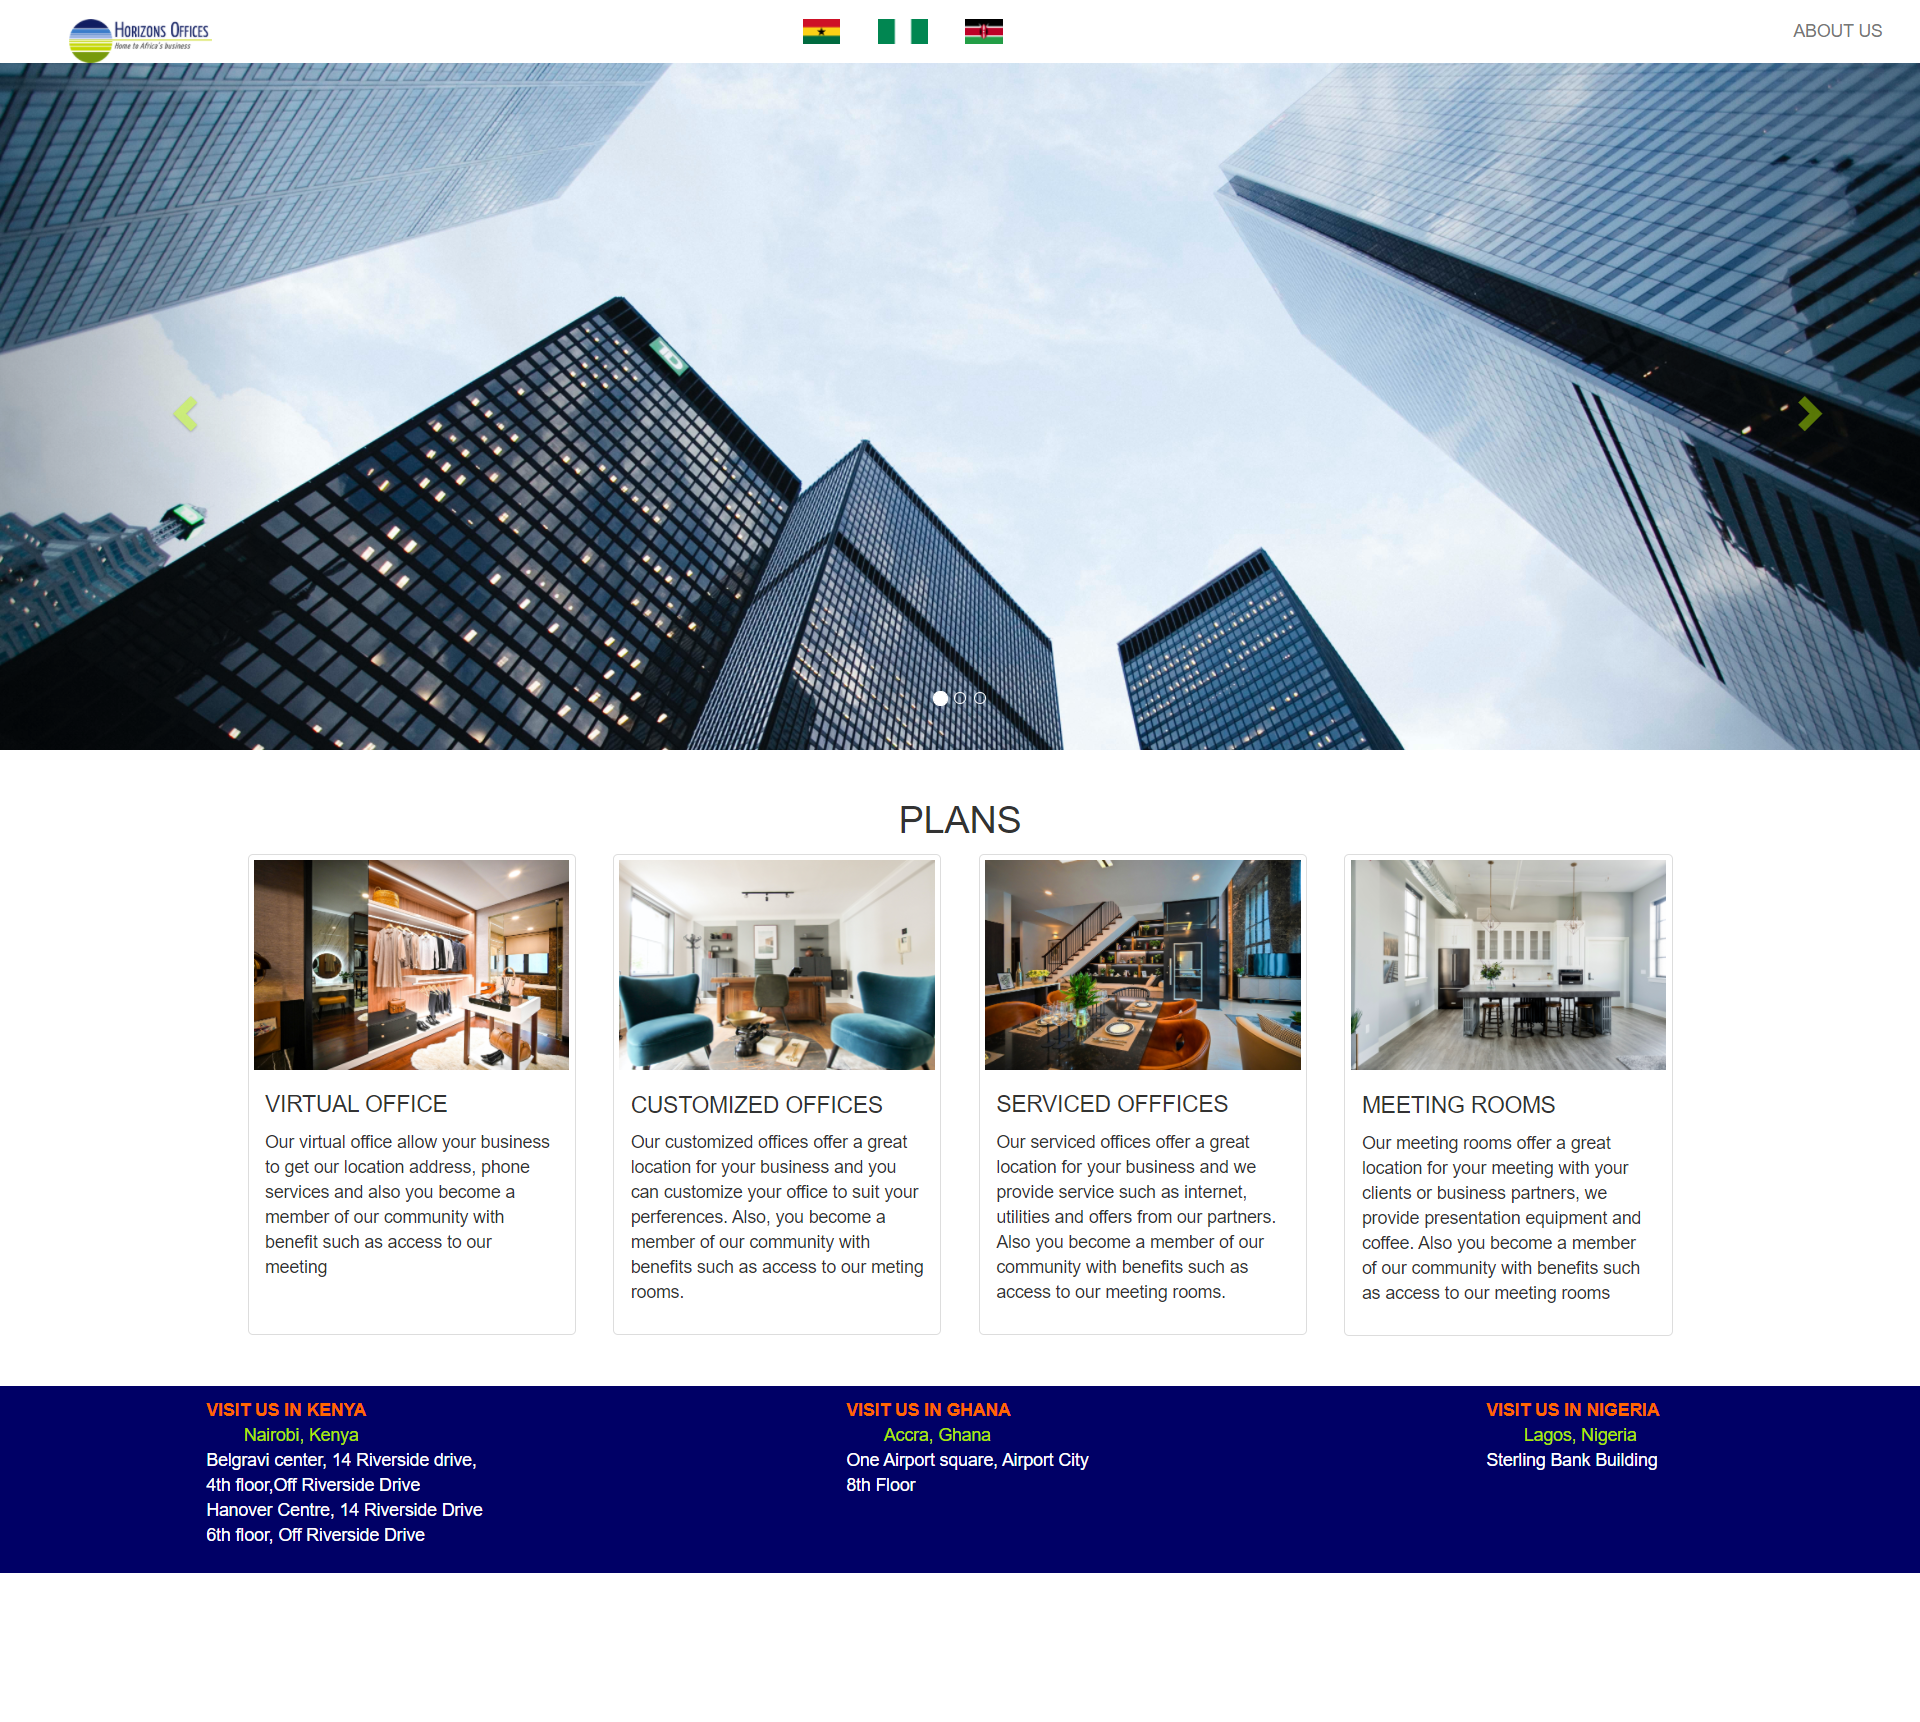 HORIZONS OFFICES
Home to Africa's business
ABOUT US
TD
PLANS
VIRTUAL OFFICE
Our virtual office allow your business
to get our location address, phone
services and also you become a
member of our community with
benefit such as access to our
meeting
CUSTOMIZED OFFICES
Our customized offices offer a great
location for your business and you
can customize your office to suit your
perferences. Also, you become a
member of our community with
benefits such as access to our meting
rooms.
SERVICED OFFFICES
Our serviced offices offer a great
location for your business and we
provide service such as internet,
utilities and offers from our partners.
Also you become a member of our
community with benefits such as
access to our meeting rooms.
MEETING ROOMS
Our meeting rooms offer a great
location for your meeting with your
clients or business partners, we
provide presentation equipment and
coffee. Also you become a member
of our community with benefits such
as access to our meeting rooms
VISIT US IN KENYA
Nairobi, Kenya
Belgravi center, 14 Riverside drive,
4th floor,Off Riverside Drive
Hanover Centre, 14 Riverside Drive
6th floor, Off Riverside Drive
VISIT US IN GHANA
Accra, Ghana
One Airport square, Airport City
8th Floor
VISIT US IN NIGERIA
Lagos, Nigeria
Sterling Bank Building